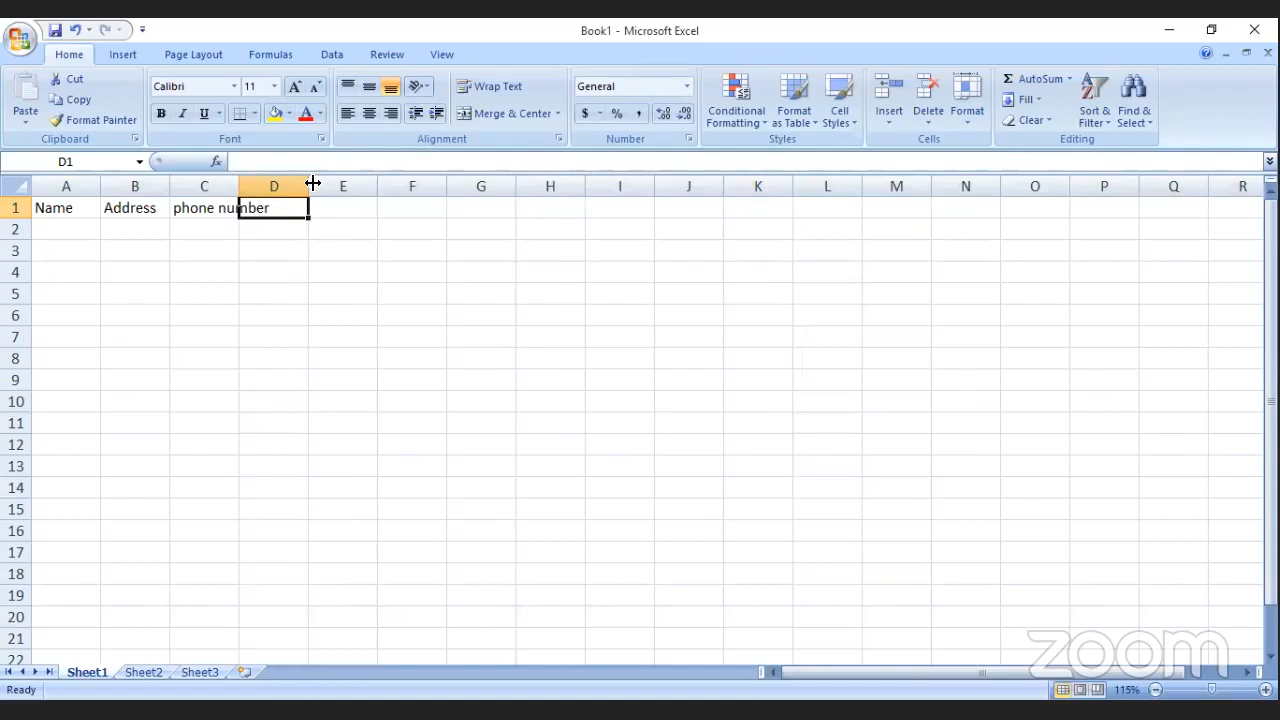 Book1 - Microsoft Excel
Home Insert Page Layout Formulas Data Review View
Paste Cut Copy Format Painter Clipboard
Calibri 11 Font
Wrap Text Merge & Center Alignment
General $ % , Number
Conditional Formatting Format as Table Cell Styles Styles
Insert Delete Format Cells
Σ AutoSum Fill Clear Sort & Filter Find & Select Editing
D1 fx
A B C D E F G H I J K L M N O P Q R
1 Name Address phone number
2
3
4
5
6
7
8
9
10
11
12
13
14
15
16
17
18
19
20
21
22
zoom
Sheet1 Sheet2 Sheet3
Ready 115%